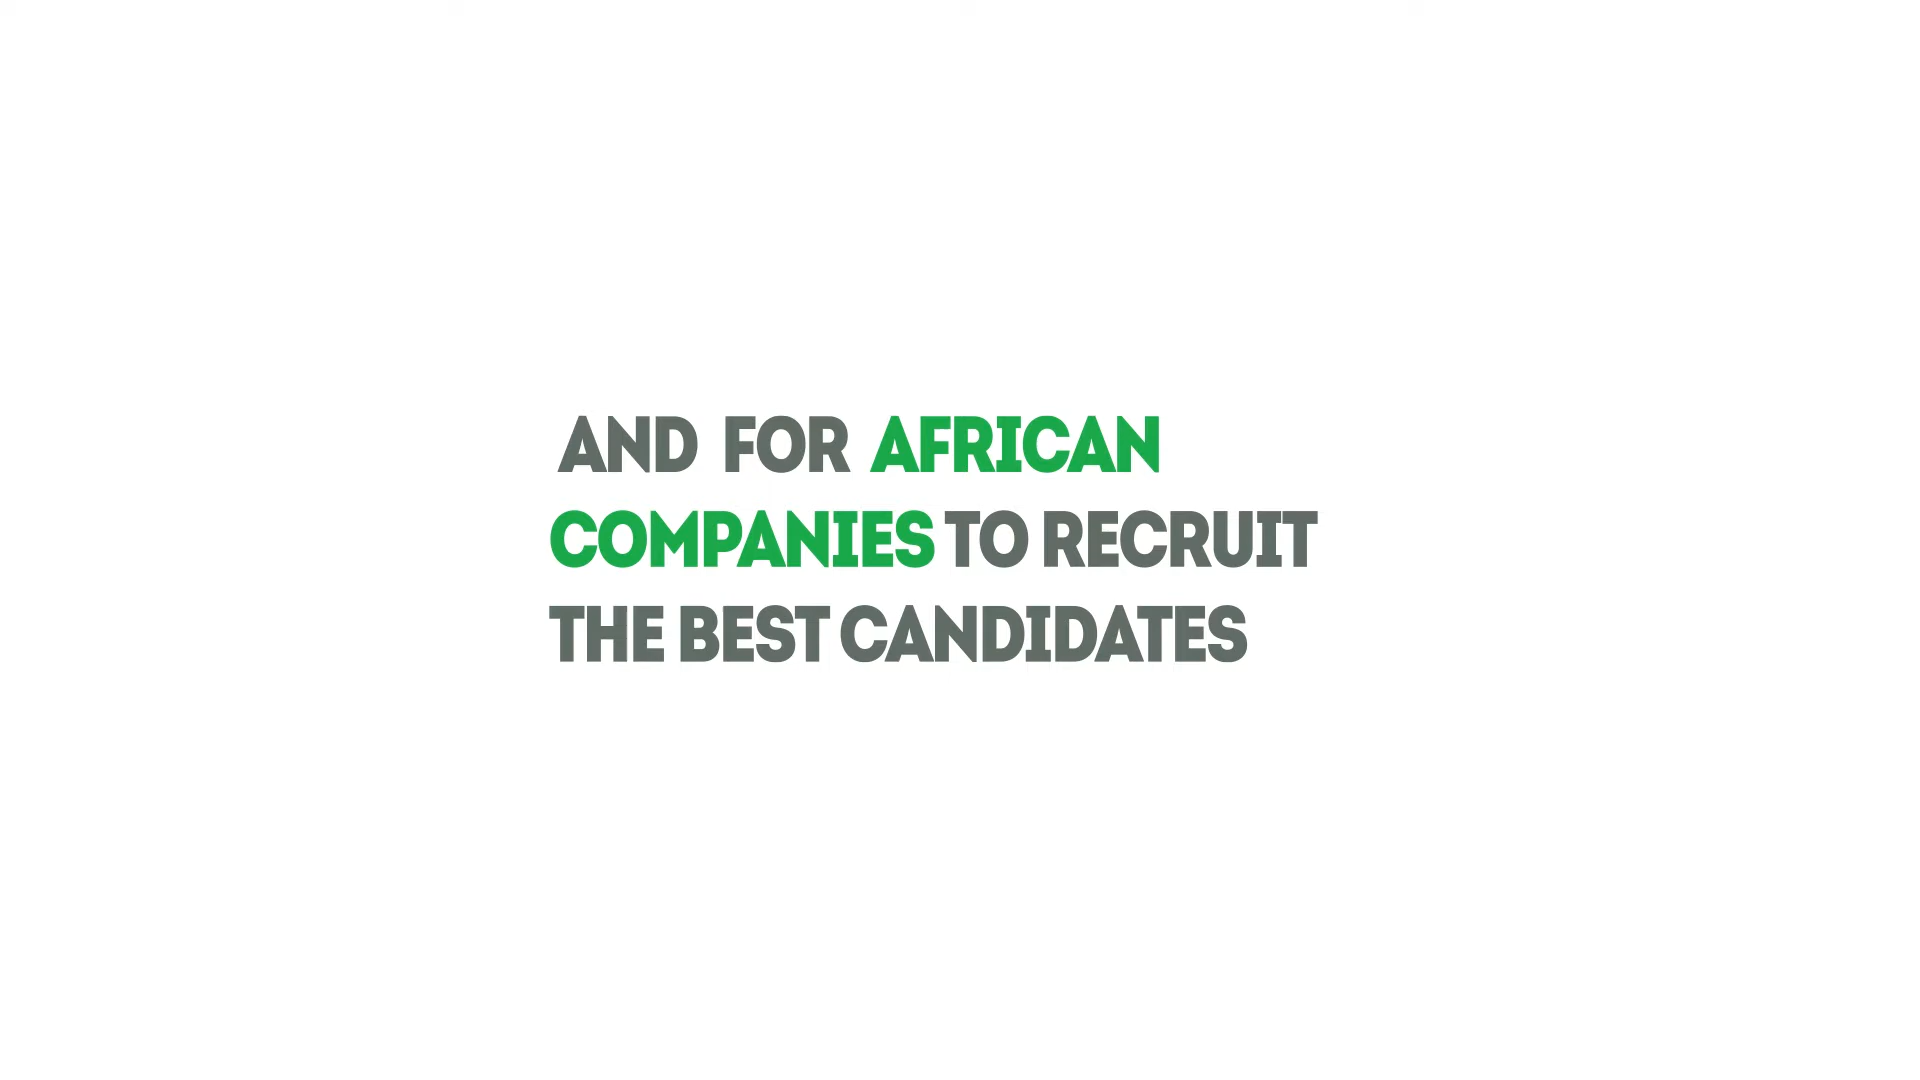 AND FOR AFRICAN
COMPANIES TO RECRUIT
THE BEST CANDIDATES